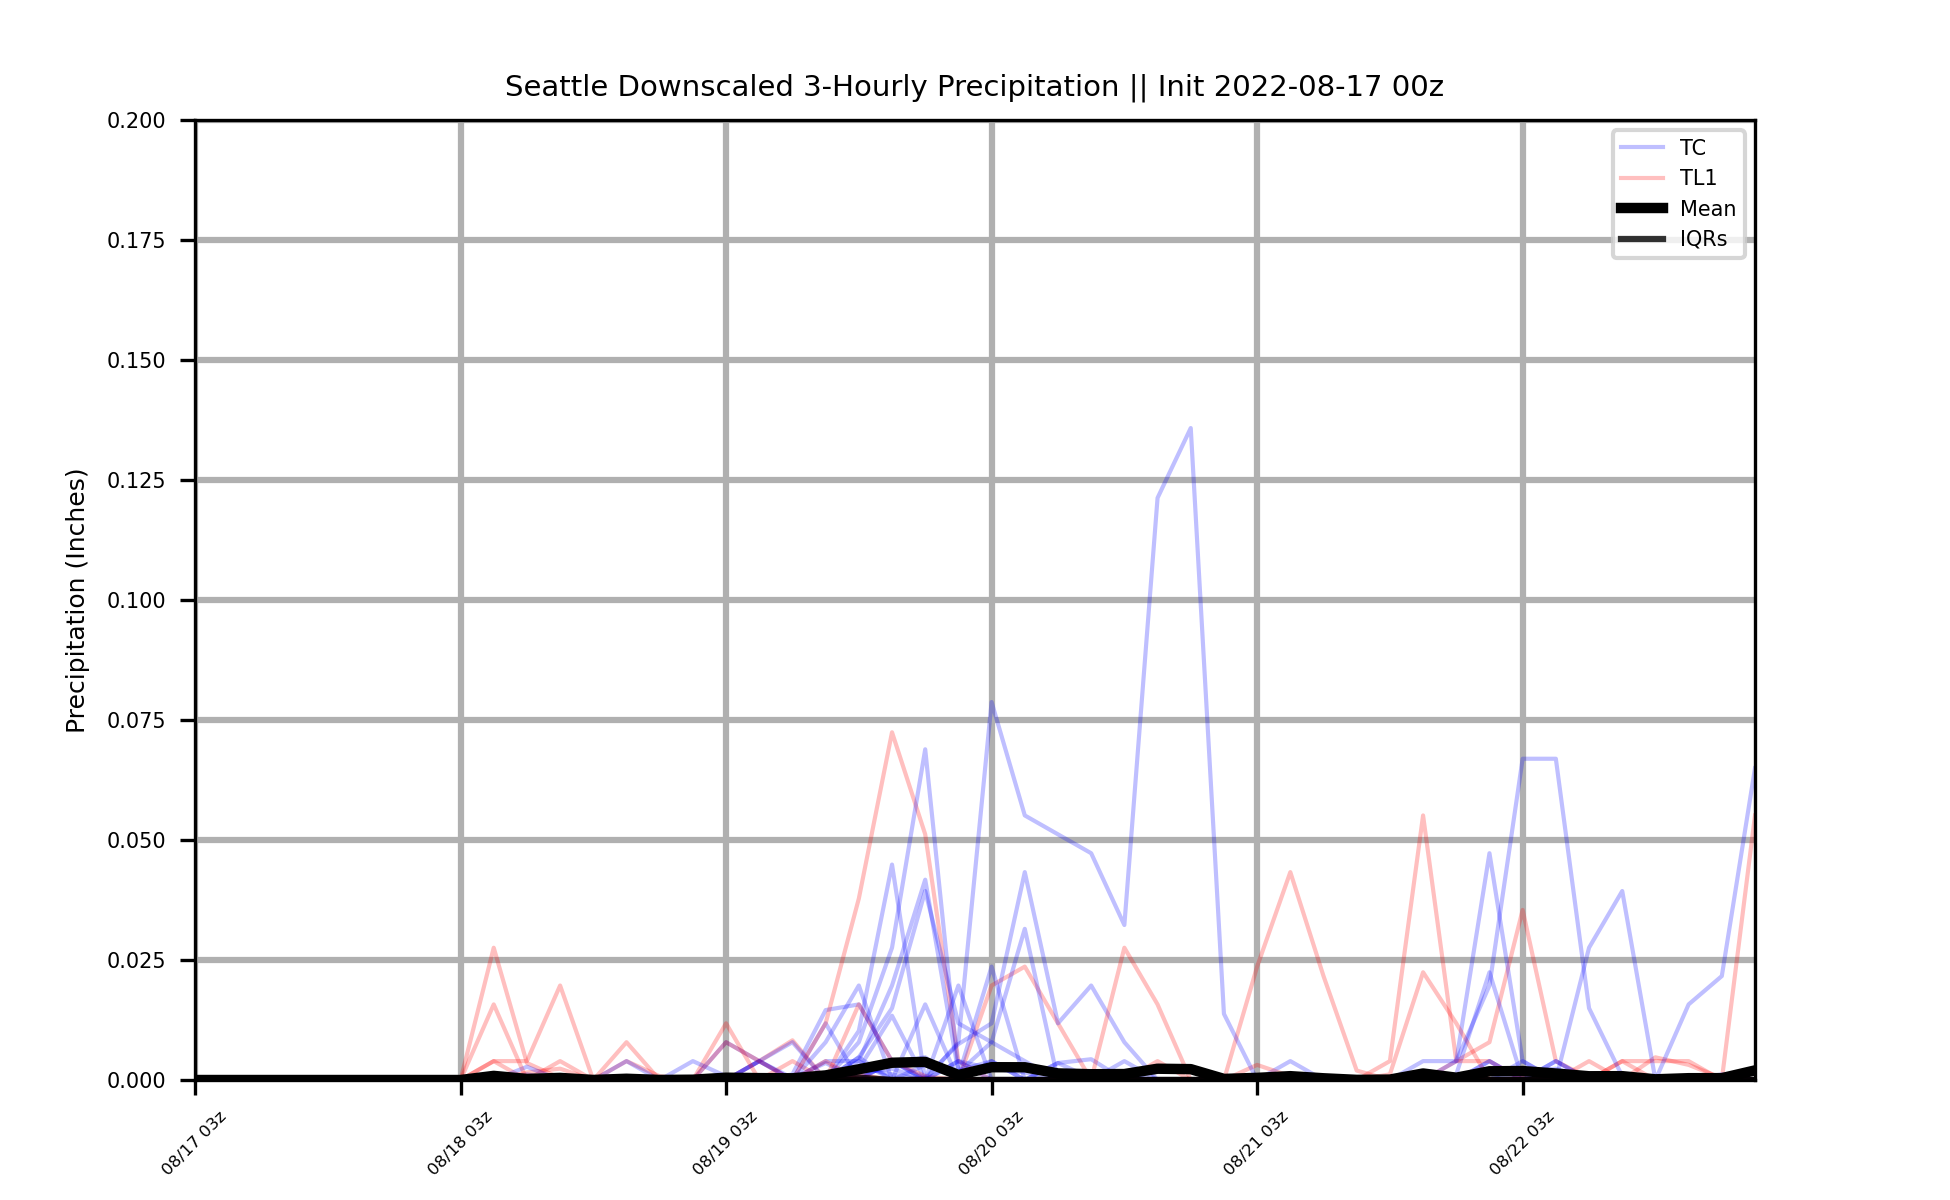 Seattle Downscaled 3-Hourly Precipitation || Init 2022-08-17 00z
TC
TL1
Mean
IQRs
Precipitation (Inches)
0.200
0.175
0.150
0.125
0.100
0.075
0.050
0.025
0.000
08/17 03z
08/18 03z
08/19 03z
08/20 03z
08/21 03z
08/22 03z